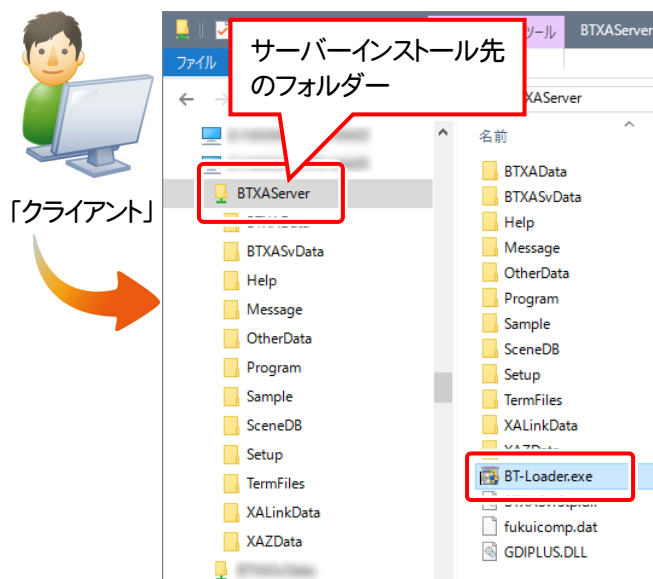 サーバーインストール先
のフォルダー
ール
BTXAServer
ファイル
XAServer
「クライアント」
BTXAServer
BTXASvData
Help
Message
OtherData
Program
Sample
SceneDB
Setup
TermFiles
XALinkData
XAZData
名前
BTXAData
BTXASvData
Help
Message
OtherData
Program
Sample
SceneDB
Setup
TermFiles
XALinkData
BT-Loader.exe
fukuicomp.dat
GDIPLUS.DLL